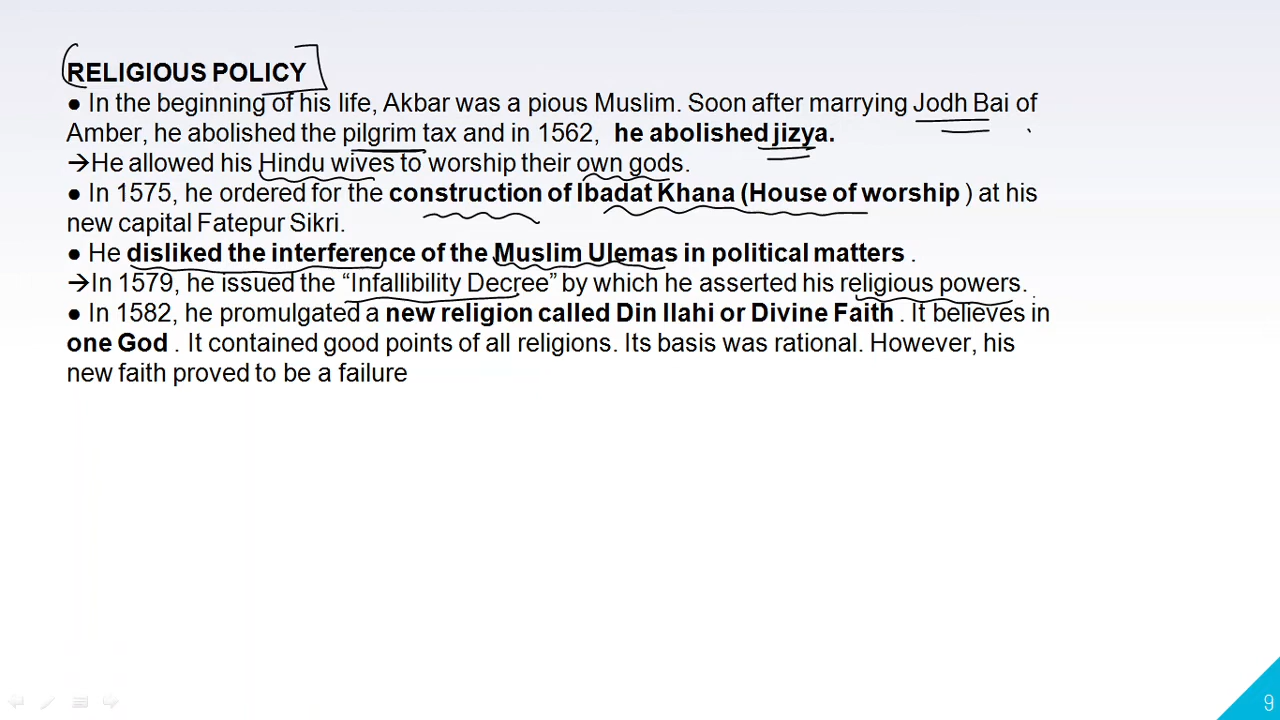 RELIGIOUS POLICY
● In the beginning of his life, Akbar was a pious Muslim. Soon after marrying Jodh Bai of
Amber, he abolished the pilgrim tax and in 1562, he abolished jizya.
→He allowed his Hindu wives to worship their own gods.
● In 1575, he ordered for the construction of Ibadat Khana (House of worship ) at his
new capital Fatepur Sikri.
● He disliked the interference of the Muslim Ulemas in political matters .
→In 1579, he issued the “Infallibility Decree” by which he asserted his religious powers.
● In 1582, he promulgated a new religion called Din Ilahi or Divine Faith . It believes in
one God . It contained good points of all religions. Its basis was rational. However, his
new faith proved to be a failure
9